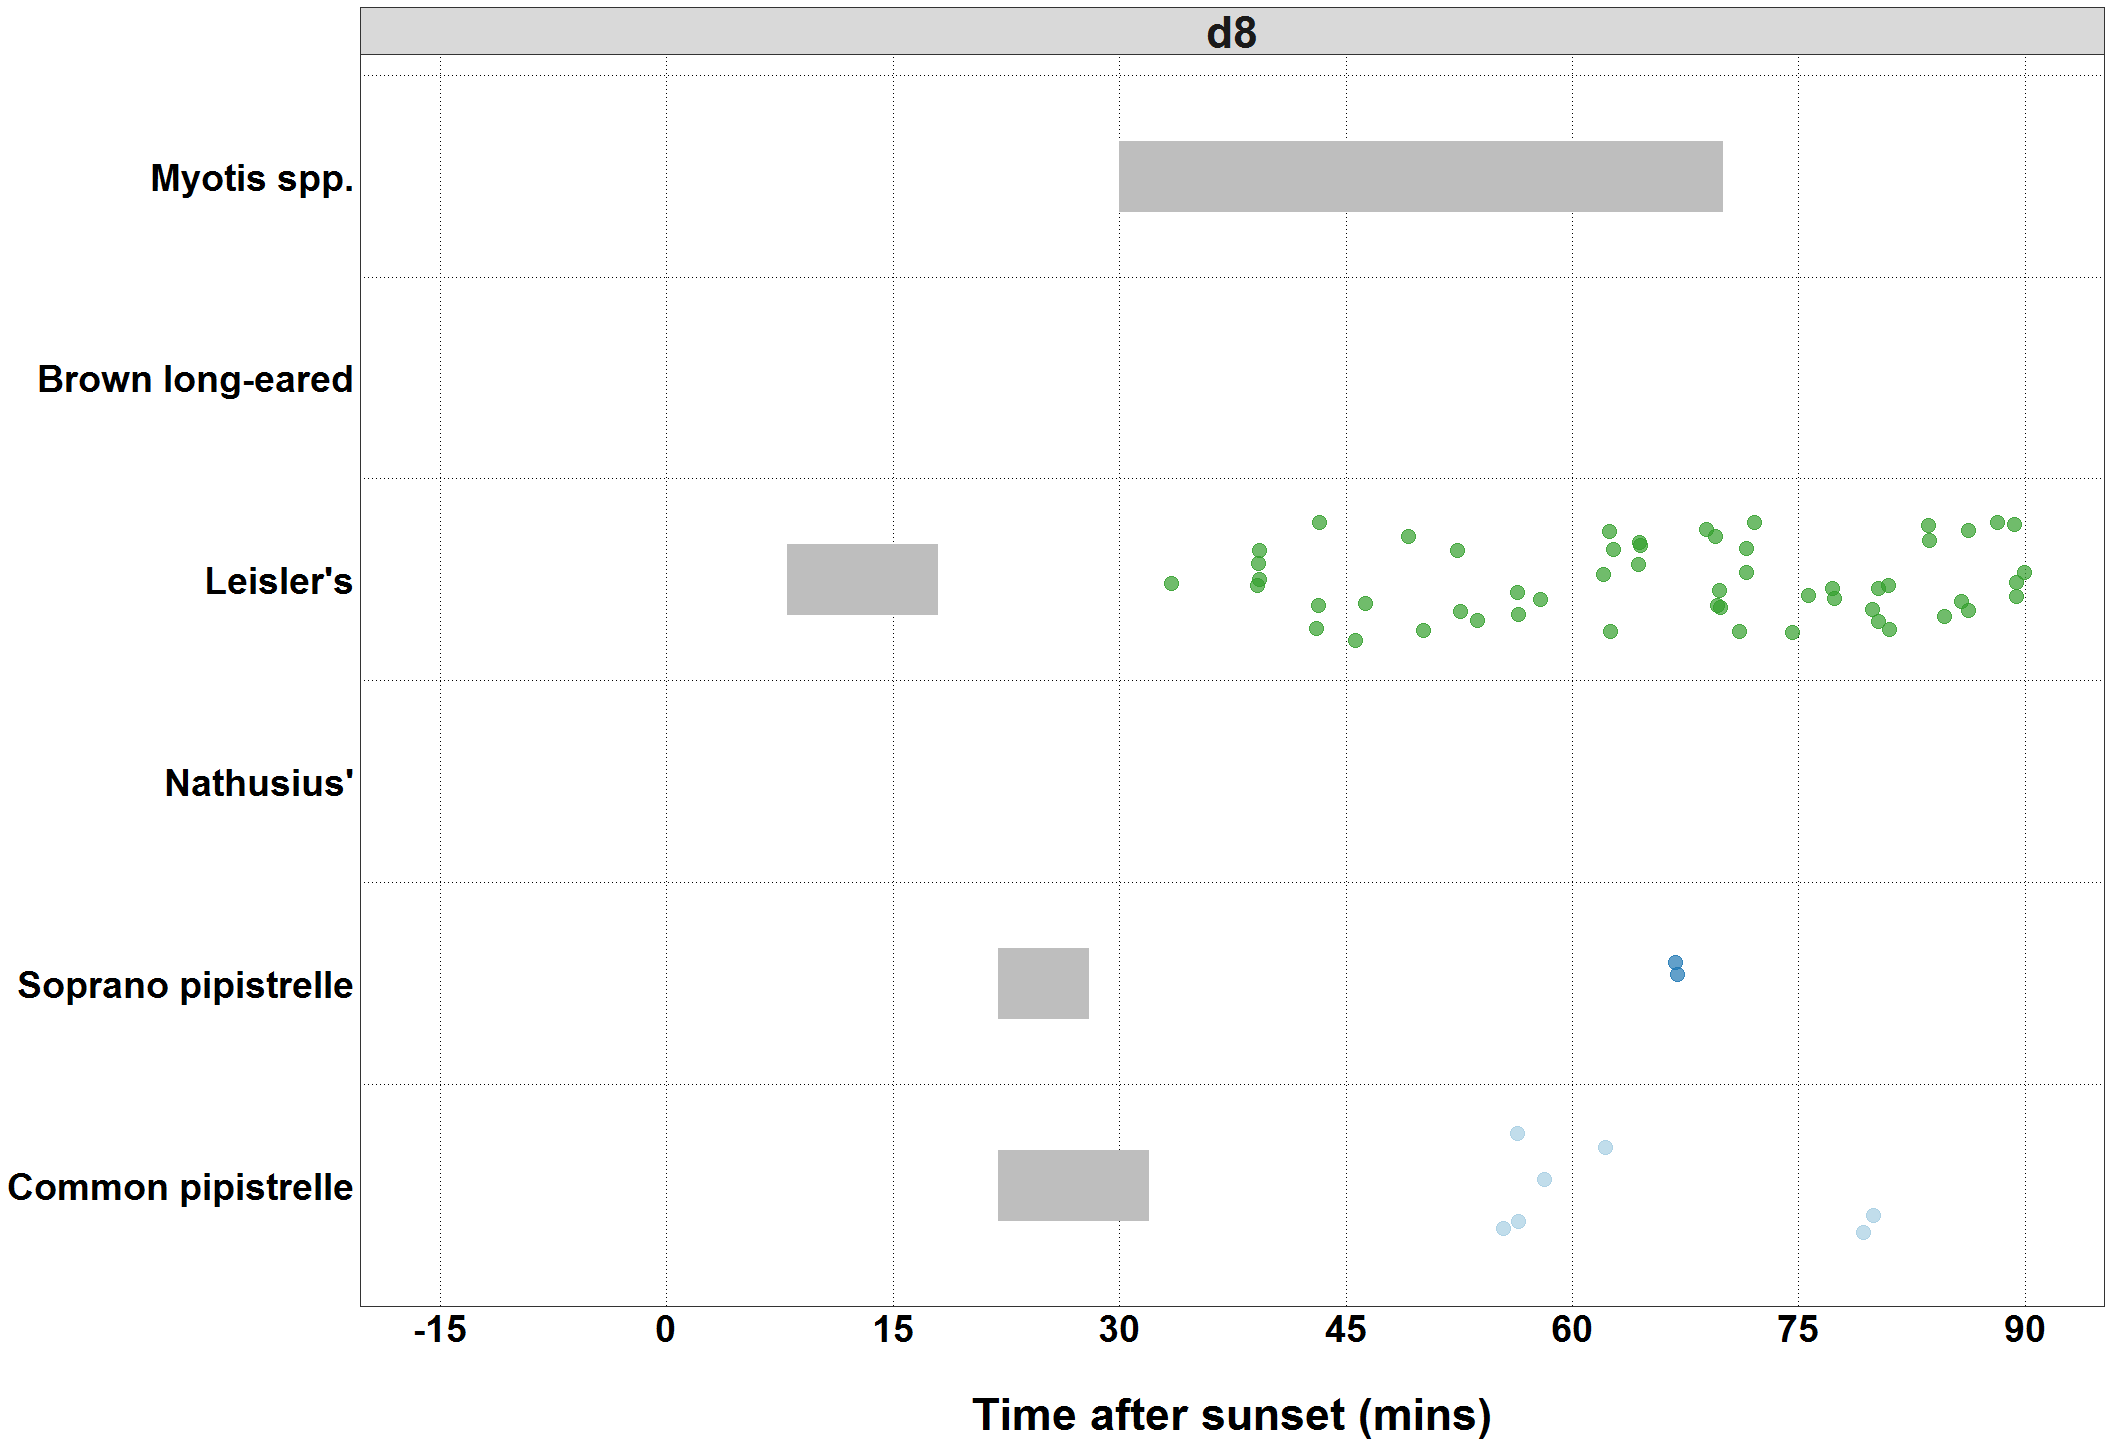 d8
Myotis spp.
Brown long-eared
Leisler's
Nathusius'
Soprano pipistrelle
Common pipistrelle
-15 0 15 30 45 60 75 90
Time after sunset (mins)